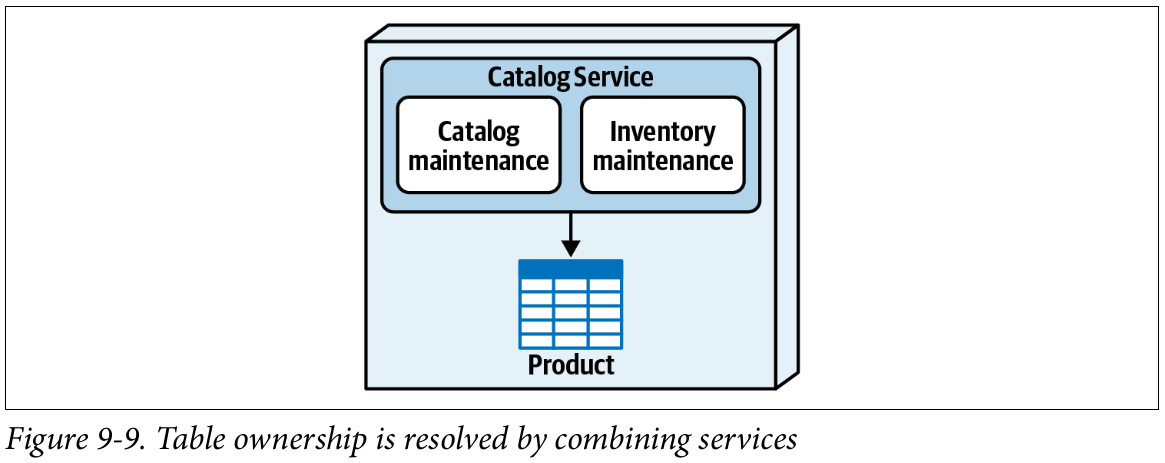 Catalog Service
Catalog
maintenance
Inventory
maintenance
Product
Figure 9-9. Table ownership is resolved by combining services